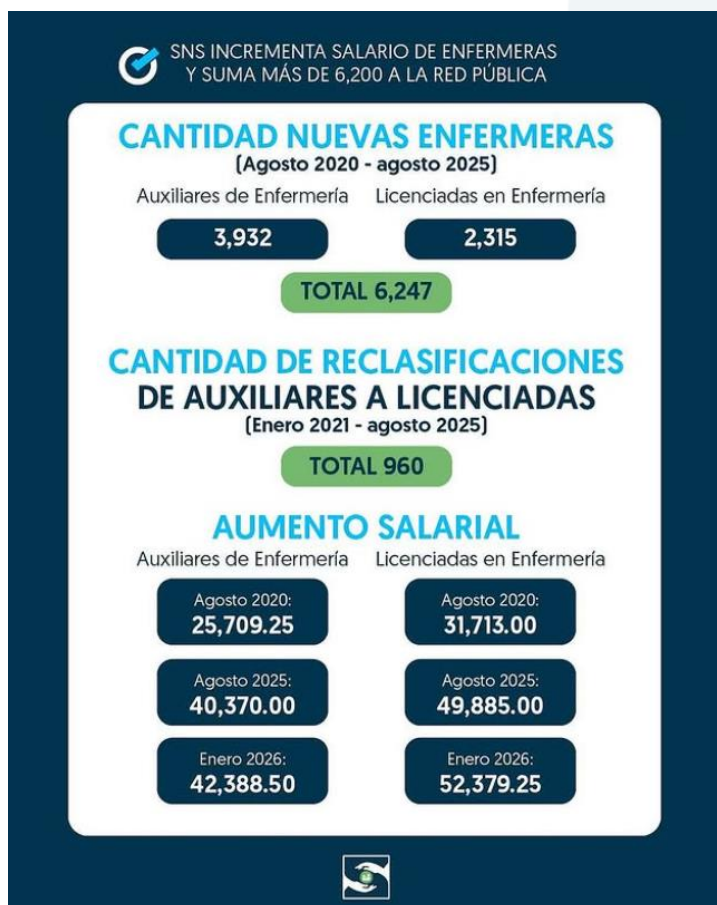 SNS INCREMENTA SALARIO DE ENFERMERAS
Y SUMA MÁS DE 6,200 A LA RED PÚBLICA
CANTIDAD NUEVAS ENFERMERAS
(Agosto 2020 - agosto 2025)
Auxiliares de Enfermería Licenciadas en Enfermería
3,932 2,315
TOTAL 6,247
CANTIDAD DE RECLASIFICACIONES
DE AUXILIARES A LICENCIADAS
(Enero 2021 - agosto 2025)
TOTAL 960
AUMENTO SALARIAL
Auxiliares de Enfermería Licenciadas en Enfermería
Agosto 2020: Agosto 2020:
25,709.25 31,713.00
Agosto 2025: Agosto 2025:
40,370.00 49,885.00
Enero 2026: Enero 2026:
42,388.50 52,379.25